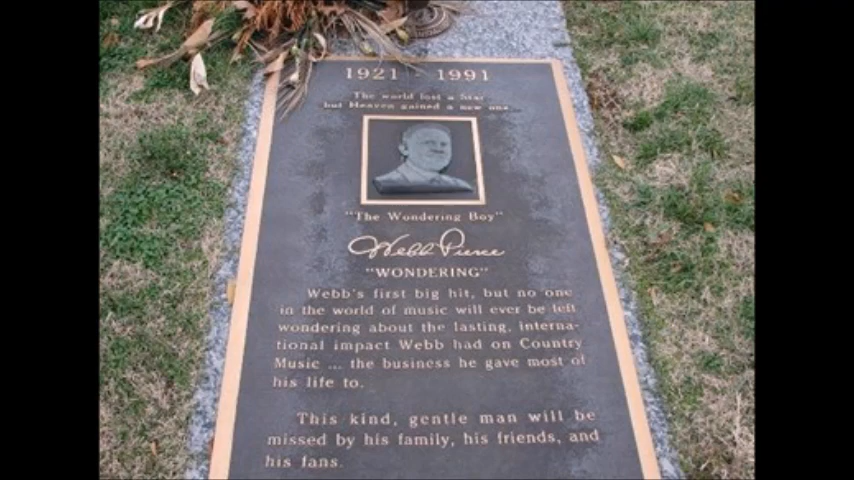 1921 - 1991
The world lost a Star
but Heaven gained a new one
"The Wondering Boy"
Webb Pierce
"WONDERING"
Webb's first big hit, but no one
in the world of music will ever be left
wondering about the lasting, interna-
tional impact Webb had on Country
Music ... the business he gave most of
his life to.
This kind, gentle man will be
missed by his family, his friends, and
his fans.